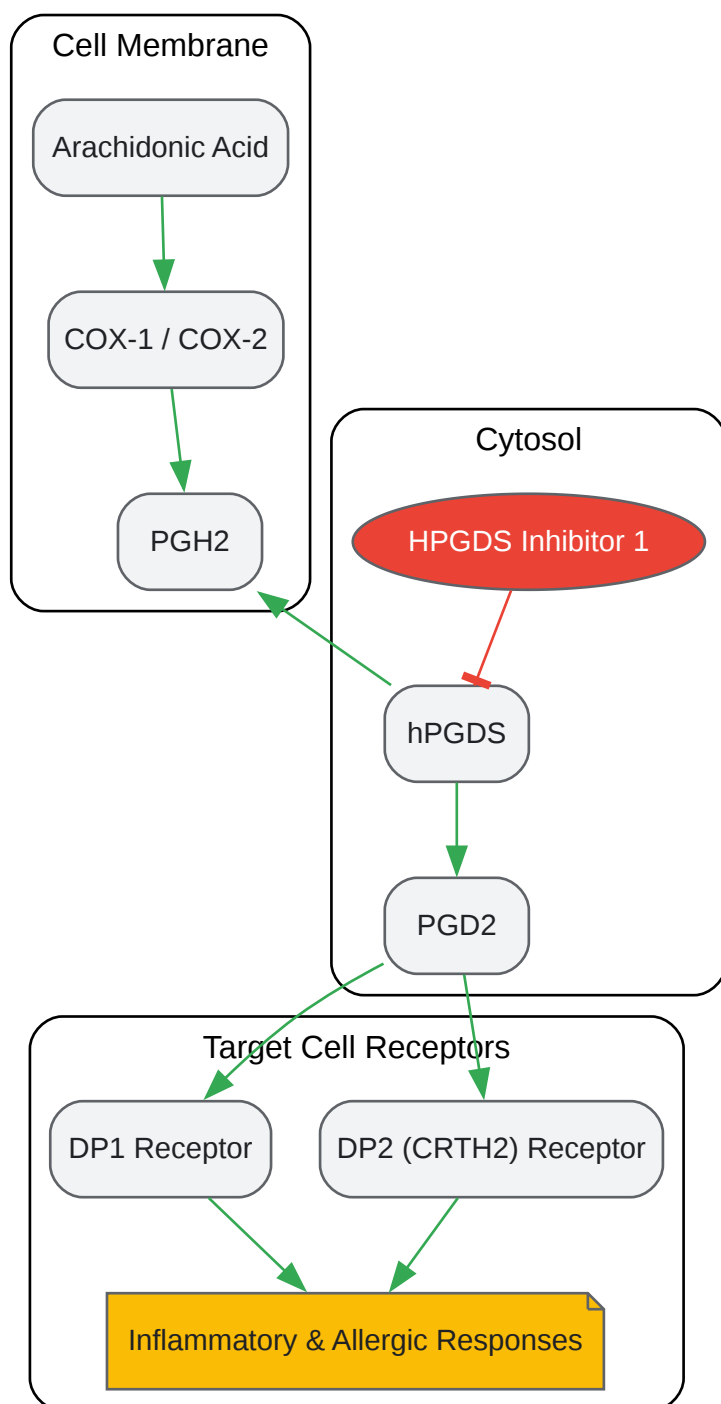 Cell Membrane
Arachidonic Acid
COX-1 / COX-2
PGH2
Cytosol
HPGDS Inhibitor 1
hPGDS
PGD2
Target Cell Receptors
DP1 Receptor
DP2 (CRTH2) Receptor
Inflammatory & Allergic Responses